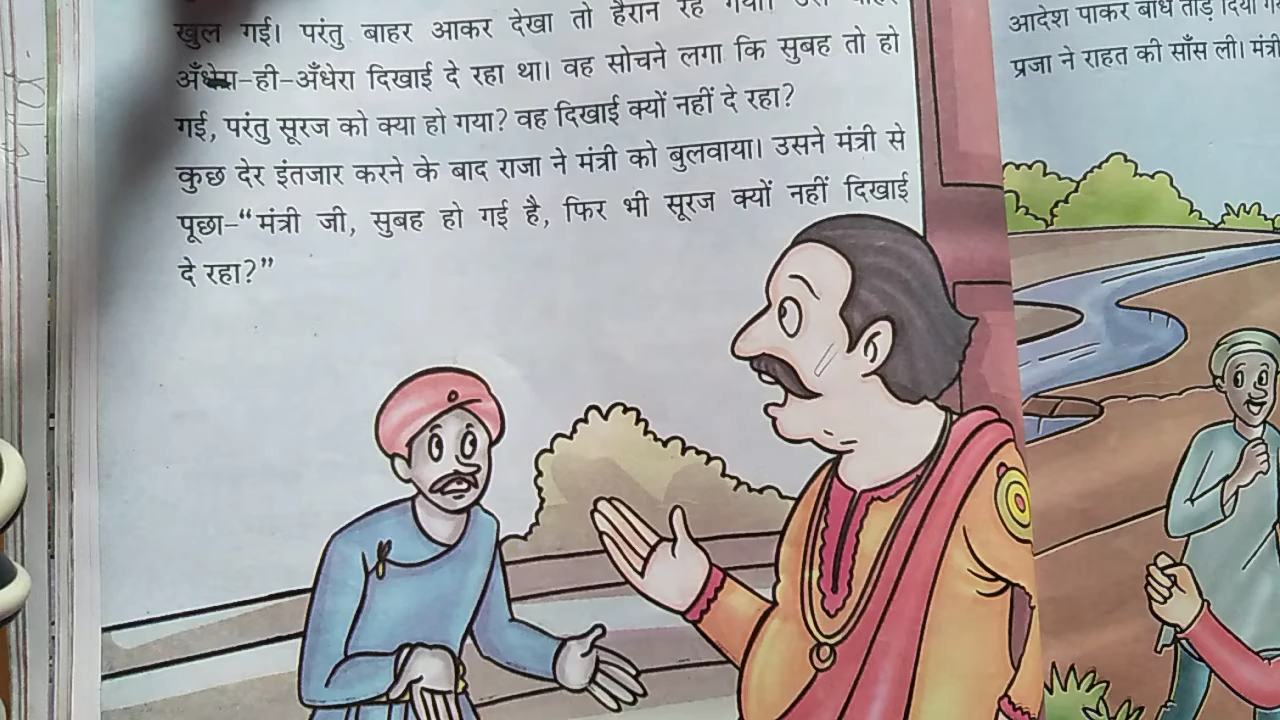 खुल गई। परंतु बाहर आकर देखा तो हैरान रह गया।
अँधेरा-ही-अँधेरा दिखाई दे रहा था। वह सोचने लगा कि सुबह तो हो
गई, परंतु सूरज को क्या हो गया? वह दिखाई क्यों नहीं दे रहा?
कुछ देर इंतजार करने के बाद राजा ने मंत्री को बुलवाया। उसने मंत्री से
पूछा-“मंत्री जी, सुबह हो गई है, फिर भी सूरज क्यों नहीं दिखाई
दे रहा?”
आदेश पाकर बाँध तोड़ दिया
प्रजा ने राहत की साँस ली। मंत्री